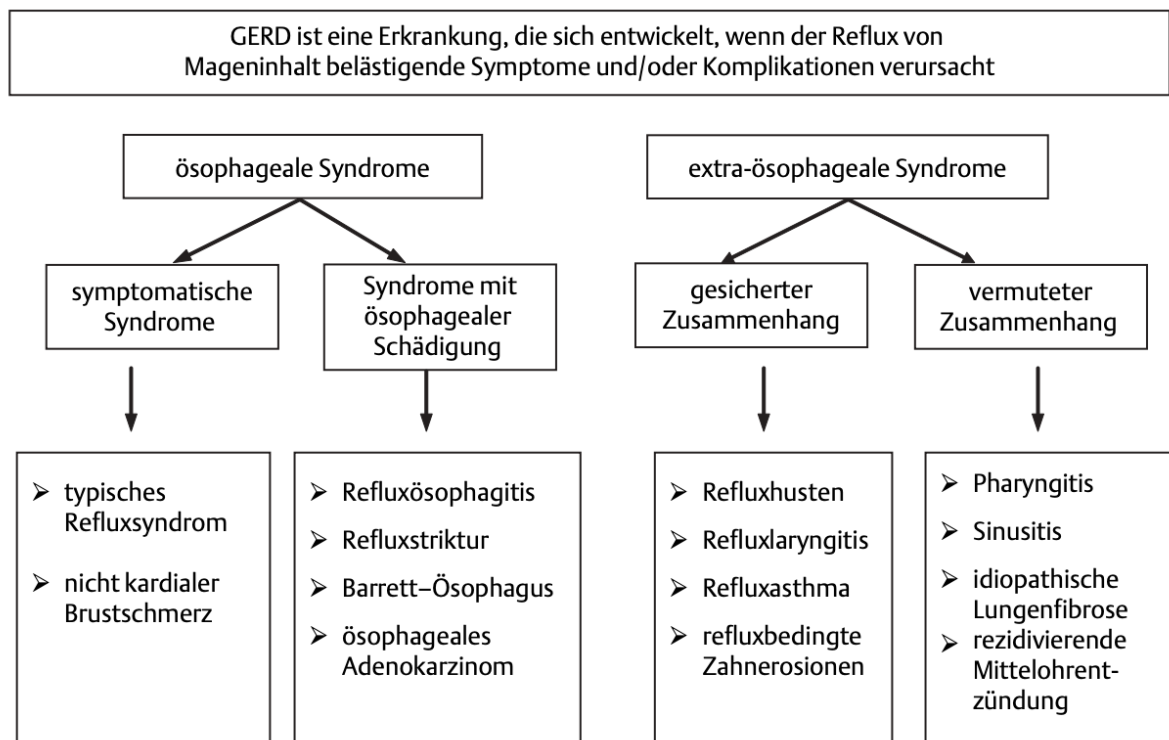 GERD ist eine Erkrankung, die sich entwickelt, wenn der Reflux von
Mageninhalt belästigende Symptome und/oder Komplikationen verursacht
ösophageale Syndrome
extra-ösophageale Syndrome
symptomatische
Syndrome
Syndrome mit
ösophagealer
Schädigung
gesicherter
Zusammenhang
vermuteter
Zusammenhang
➤ typisches
Refluxsyndrom
➤ nicht kardialer
Brustschmerz
➤ Refluxösophagitis
➤ Refluxstriktur
➤ Barrett–Ösophagus
➤ ösophageales
Adenokarzinom
➤ Refluxhusten
➤ Refluxlaryngitis
➤ Refluxasthma
➤ refluxbedingte
Zahnerosionen
➤ Pharyngitis
➤ Sinusitis
➤ idiopathische
Lungenfibrose
➤ rezidivierende
Mittelohrent-
zündung